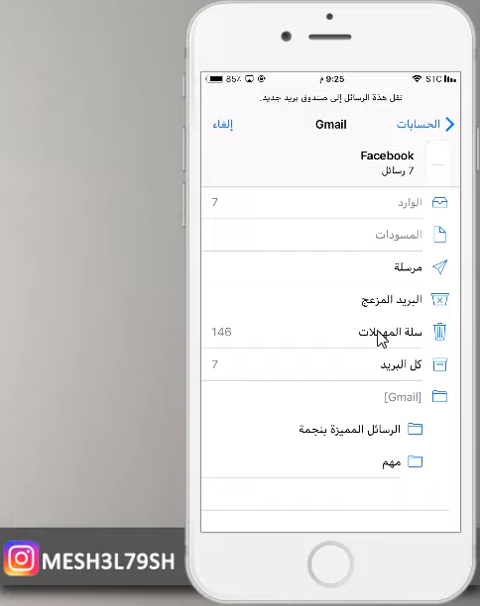 85% 9:25 م STC
نقل هذة الرسائل إلى صندوق بريد جديد.
الحسابات Gmail إلغاء
Facebook
7 رسائل
الوارد 7
المسودات
مرسلة
البريد المزعج
سلة المهملات 146
كل البريد 7
[Gmail]
الرسائل المميزة بنجمة
مهم
MESH3L79SH